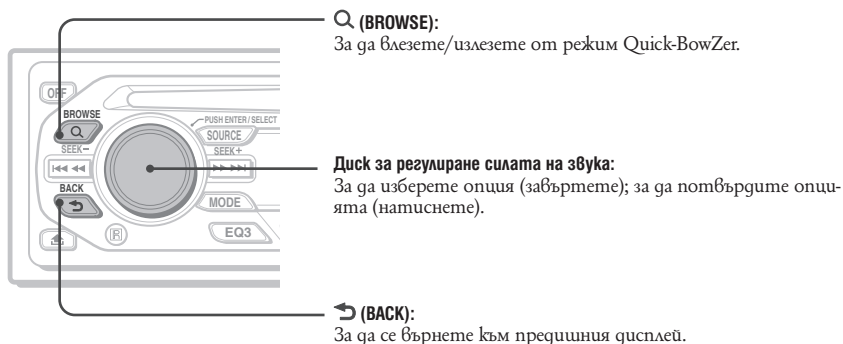 (BROWSE):
За да влезете/излезете от режим Quick-BowZer.
OFF
BROWSE
PUSH ENTER / SELECT
SOURCE
SEEK−
SEEK+
Диск за регулиране силата на звука:
За да изберете опция (завъртете); за да потвърдите опци-
ята (натиснете).
BACK
MODE
R
EQ3
(BACK):
За да се върнете към предишния дисплей.